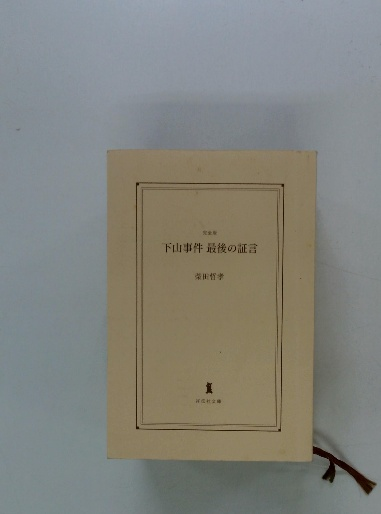 完全版
下山事件 最後の証言
柴田哲孝
祥伝社文庫